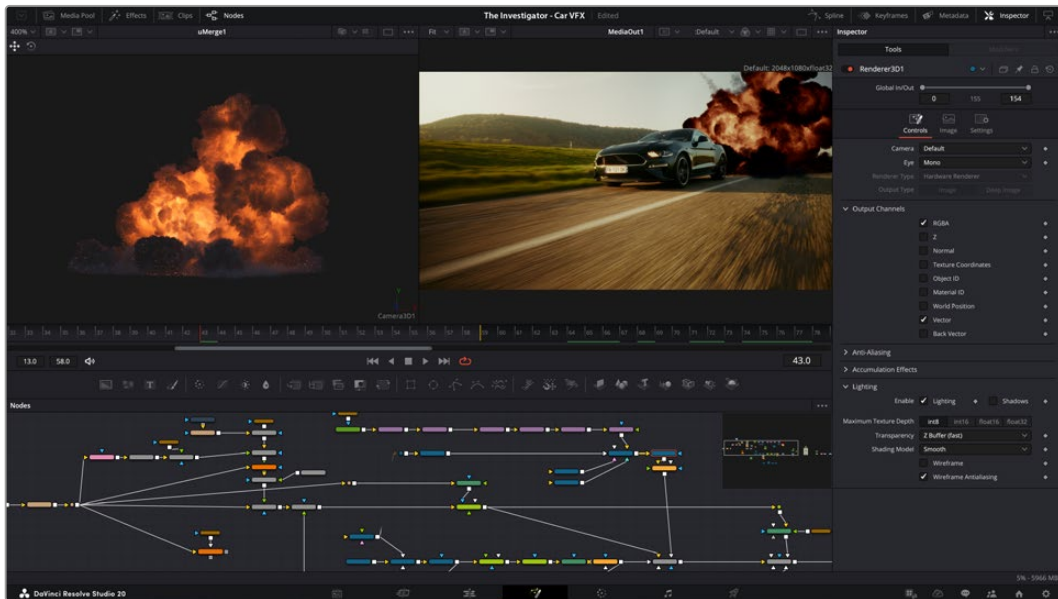 Media Pool Effects Clips Nodes The Investigator - Car VFX Edited Spline Keyframes Metadata Inspector
400% uMerge1 Fit MediaOut1 Default Inspector
Default: 2048x1080xfloat32
Camera3D1
Tools Modifiers
Renderer3D1
Global In/Out
0 155 154
Controls Image Settings
Camera Default
Eye Mono
Renderer Type Hardware Renderer
Output Type Image Deep Image
Output Channels
RGBA
Z
Normal
Texture Coordinates
Object ID
Material ID
World Position
Vector
Back Vector
Anti-Aliasing
Accumulation Effects
Lighting
Enable Lighting Shadows
Maximum Texture Depth int8 int16 float16 float32
Transparency Z Buffer (fast)
Shading Model Smooth
Wireframe
Wireframe Antialiasing
13.0 58.0 43.0
Nodes
5% - 5966 MB
DaVinci Resolve Studio 20